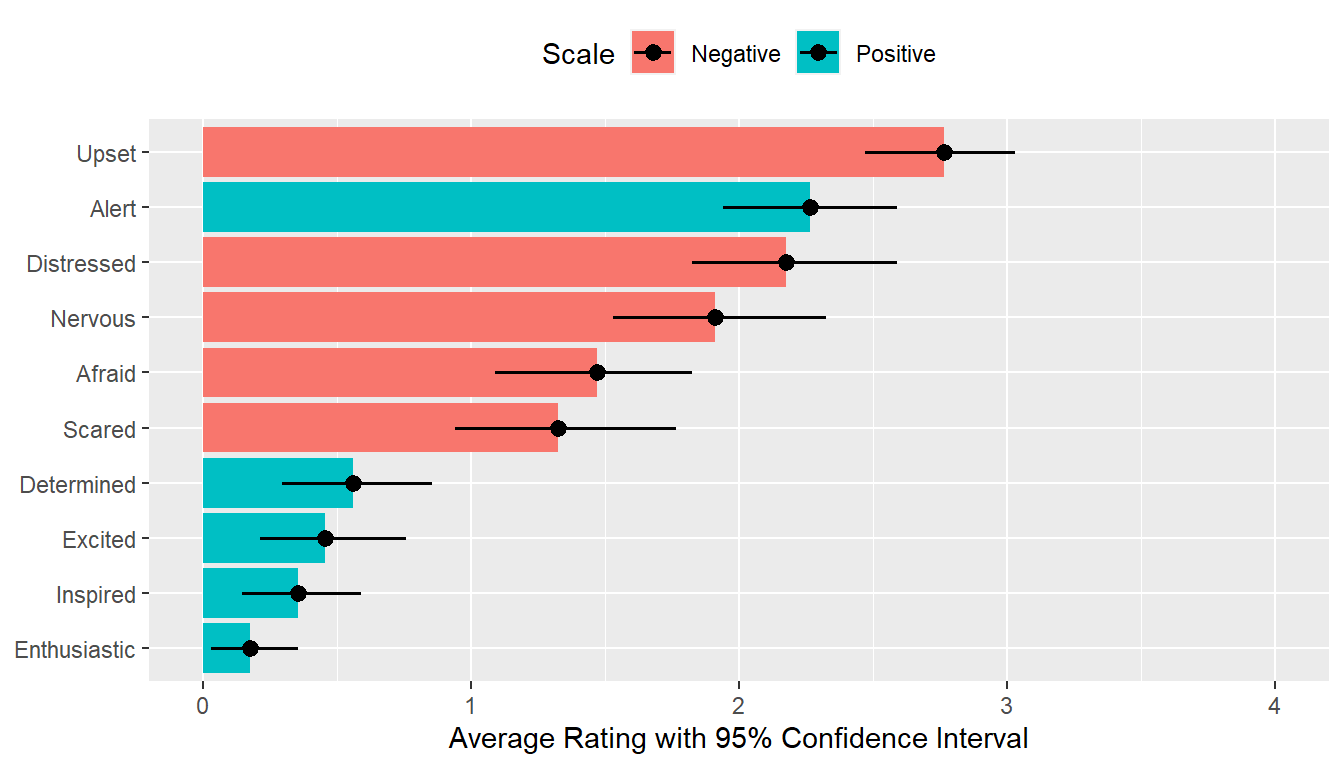 Scale Negative Positive
Upset
Alert
Distressed
Nervous
Afraid
Scared
Determined
Excited
Inspired
Enthusiastic
0 1 2 3 4
Average Rating with 95% Confidence Interval